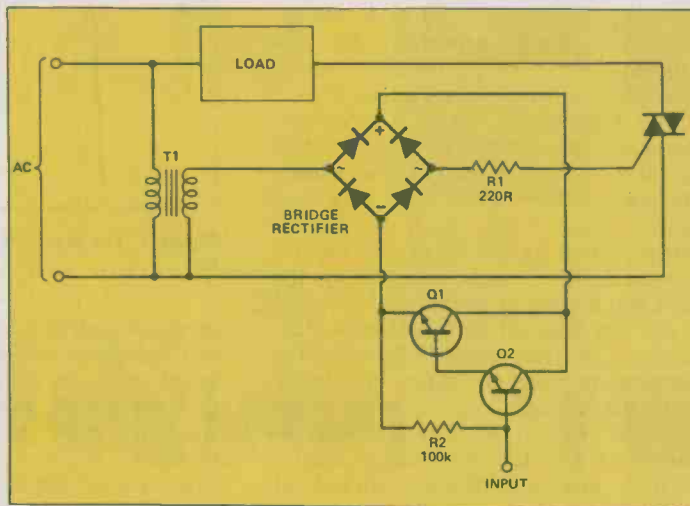 LOAD
AC
T1
~
+
~
-
BRIDGE
RECTIFIER
R1
220R
Q1
Q2
R2
100k
INPUT